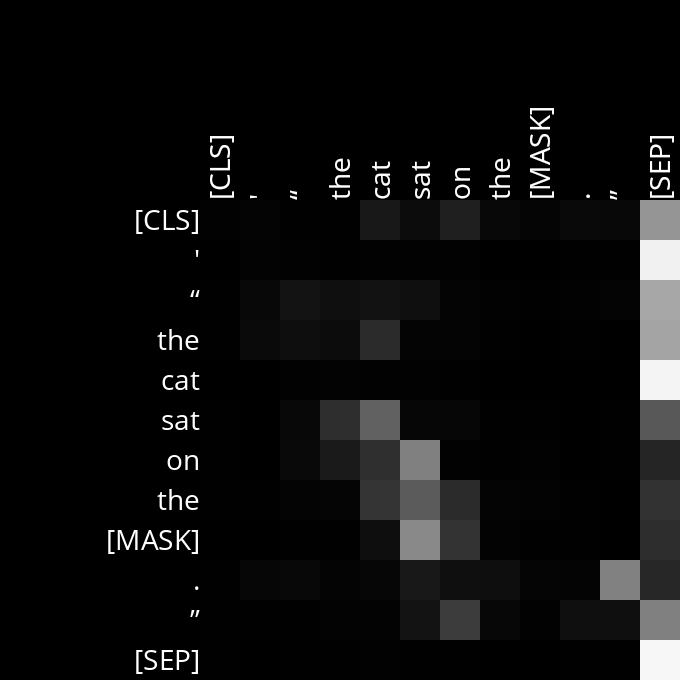 [CLS] ' “ the cat sat on the [MASK] . ” [SEP]
[CLS]
'
“
the
cat
sat
on
the
[MASK]
.
”
[SEP]